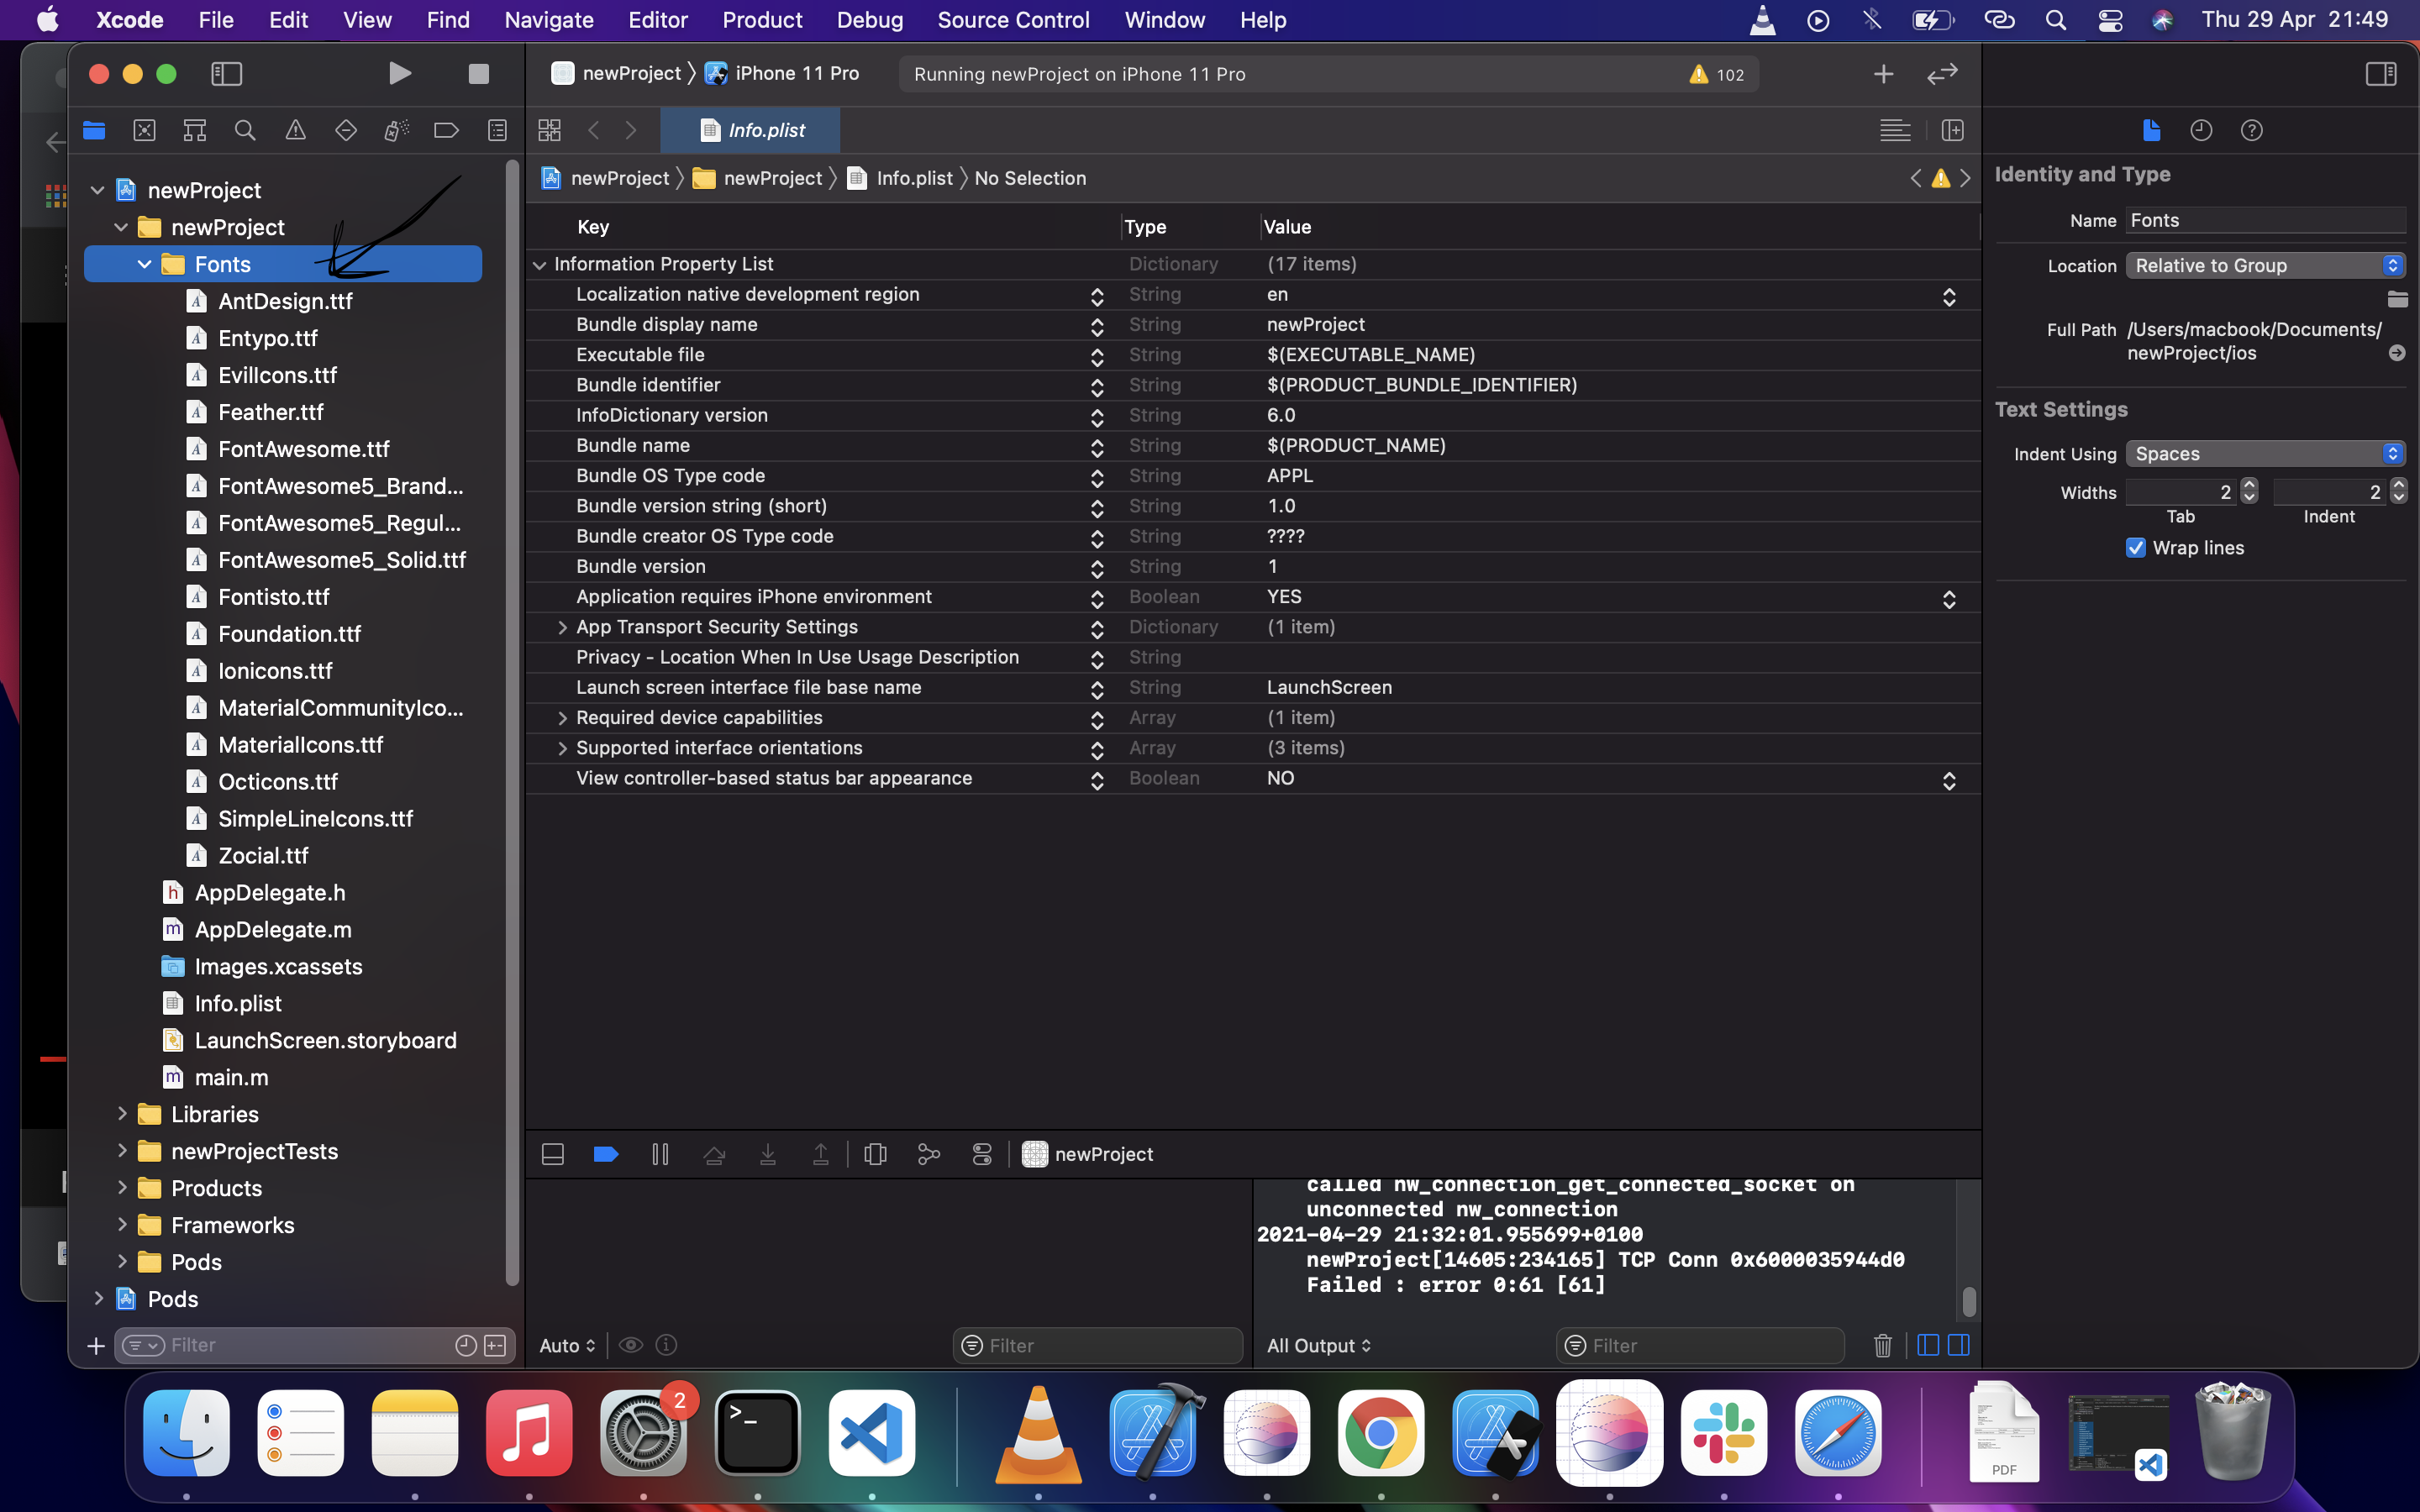 Xcode File Edit View Find Navigate Editor Product Debug Source Control Window Help Thu 29 Apr 21:49
newProject iPhone 11 Pro Running newProject on iPhone 11 Pro 102
Info.plist
newProject newProject Info.plist No Selection
newProject
newProject
Fonts
AntDesign.ttf
Entypo.ttf
EvilIcons.ttf
Feather.ttf
FontAwesome.ttf
FontAwesome5_Brand...
FontAwesome5_Regul...
FontAwesome5_Solid.ttf
Fontisto.ttf
Foundation.ttf
Ionicons.ttf
MaterialCommunityIco...
MaterialIcons.ttf
Octicons.ttf
SimpleLineIcons.ttf
Zocial.ttf
AppDelegate.h
AppDelegate.m
Images.xcassets
Info.plist
LaunchScreen.storyboard
main.m
Libraries
newProjectTests
Products
Frameworks
Pods
Pods
Filter
Key Type Value
Information Property List Dictionary (17 items)
Localization native development region String en
Bundle display name String newProject
Executable file String $(EXECUTABLE_NAME)
Bundle identifier String $(PRODUCT_BUNDLE_IDENTIFIER)
InfoDictionary version String 6.0
Bundle name String $(PRODUCT_NAME)
Bundle OS Type code String APPL
Bundle version string (short) String 1.0
Bundle creator OS Type code String ????
Bundle version String 1
Application requires iPhone environment Boolean YES
App Transport Security Settings Dictionary (1 item)
Privacy - Location When In Use Usage Description String
Launch screen interface file base name String LaunchScreen
Required device capabilities Array (1 item)
Supported interface orientations Array (3 items)
View controller-based status bar appearance Boolean NO
newProject
called nw_connection_get_connected_socket on
unconnected nw_connection
2021-04-29 21:32:01.955699+0100
newProject[14605:234165] TCP Conn 0x6000035944d0
Failed : error 0:61 [61]
Auto Filter All Output Filter
Identity and Type
Name Fonts
Location Relative to Group
Full Path /Users/macbook/Documents/
newProject/ios
Text Settings
Indent Using Spaces
Widths 2 2
Tab Indent
Wrap lines
2
>_
PDF